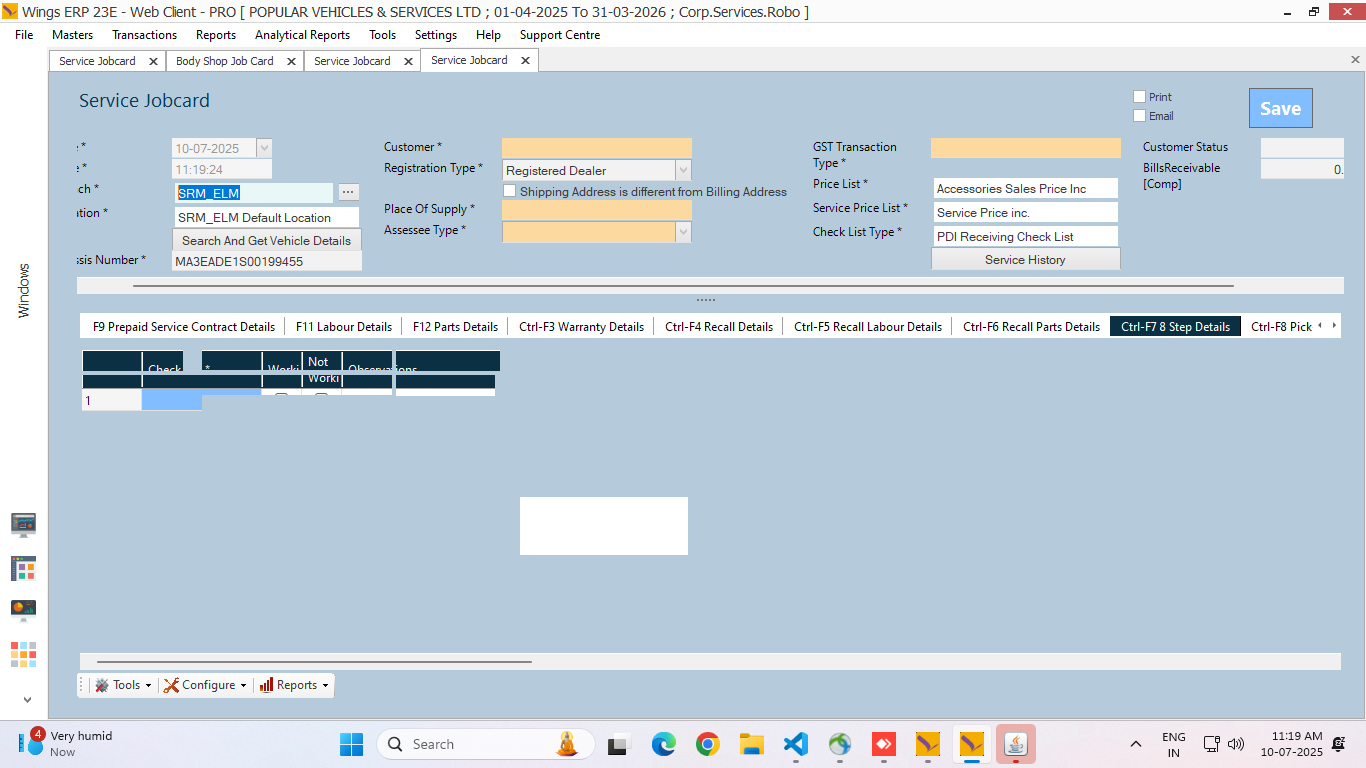 Wings ERP 23E - Web Client - PRO [ POPULAR VEHICLES & SERVICES LTD ; 01-04-2025 To 31-03-2026 ; Corp.Services.Robo ]
File Masters Transactions Reports Analytical Reports Tools Settings Help Support Centre
Service Jobcard Body Shop Job Card Service Jobcard Service Jobcard
Service Jobcard
Print
Email
Save
10-07-2025
11:19:24
ch *
SRM_ELM
ation *
SRM_ELM Default Location
Search And Get Vehicle Details
sis Number *
MA3EADE1S00199455
Customer *
Registration Type *
Registered Dealer
Shipping Address is different from Billing Address
Place Of Supply *
Assessee Type *
GST Transaction
Type *
Price List *
Accessories Sales Price Inc
Service Price List *
Service Price inc.
Check List Type *
PDI Receiving Check List
Service History
Customer Status
BillsReceivable
[Comp]
0.
Windows
F9 Prepaid Service Contract Details F11 Labour Details F12 Parts Details Ctrl-F3 Warranty Details Ctrl-F4 Recall Details Ctrl-F5 Recall Labour Details Ctrl-F6 Recall Parts Details Ctrl-F7 8 Step Details Ctrl-F8 Pick
Check * Worki Not Worki Observations
1
Tools Configure Reports
4
Very humid
Now
Search
ENG
IN
11:19 AM
10-07-2025